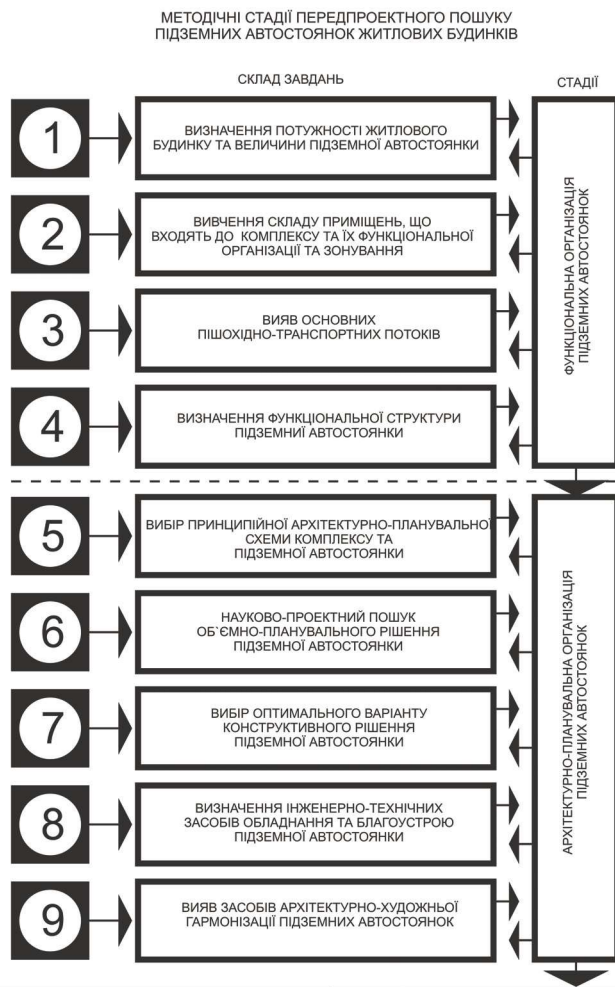 МЕТОДИЧНІ СТАДІЇ ПЕРЕДПРОЕКТНОГО ПОШУКУ
ПІДЗЕМНИХ АВТОСТОЯНОК ЖИТЛОВИХ БУДИНКІВ
СКЛАД ЗАВДАНЬ
СТАДІЇ
1
ВИЗНАЧЕННЯ ПОТУЖНОСТІ ЖИТЛОВОГО
БУДИНКУ ТА ВЕЛИЧИНИ ПІДЗЕМНОЇ АВТОСТОЯНКИ
2
ВИВЧЕННЯ СКЛАДУ ПРИМІЩЕНЬ, ЩО
ВХОДЯТЬ ДО КОМПЛЕКСУ ТА ЇХ ФУНКЦІОНАЛЬНОЇ
ОРГАНІЗАЦІЇ ТА ЗОНУВАННЯ
3
ВИЯВ ОСНОВНИХ
ПІШОХІДНО-ТРАНСПОРТНИХ ПОТОКІВ
4
ВИЗНАЧЕННЯ ФУНКЦІОНАЛЬНОЇ СТРУКТУРИ
ПІДЗЕМНИЇ АВТОСТОЯНКИ
ФУНКЦІОНАЛЬНА ОРГАНІЗАЦІЯ
ПІДЗЕМНИХ АВТОСТОЯНОК
5
ВИБІР ПРИНЦИПІЙНОЇ АРХІТЕКТУРНО-ПЛАНУВАЛЬНОЇ
СХЕМИ КОМПЛЕКСУ ТА
ПІДЗЕМНОЇ АВТОСТОЯНКИ
6
НАУКОВО-ПРОЕКТНИЙ ПОШУК
ОБ`ЄМНО-ПЛАНУВАЛЬНОГО РІШЕННЯ
ПІДЗЕМНОЇ АВТОСТОЯНКИ
7
ВИБІР ОПТИМАЛЬНОГО ВАРІАНТУ
КОНСТРУКТИВНОГО РІШЕННЯ
ПІДЗЕМНОЇ АВТОСТОЯНКИ
8
ВИЗНАЧЕННЯ ІНЖЕНЕРНО-ТЕХНІЧНИХ
ЗАСОБІВ ОБЛАДНАННЯ ТА БЛАГОУСТРОЮ
ПІДЗЕМНОЇ АВТОСТОЯНКИ
9
ВИЯВ ЗАСОБІВ АРХІТЕКТУРНО-ХУДОЖНЬОЇ
ГАРМОНІЗАЦІЇ ПІДЗЕМНИХ АВТОСТОЯНОК
АРХІТЕКТУРНО-ПЛАНУВАЛЬНА ОРГАНІЗАЦІЯ
ПІДЗЕМНИХ АВТОСТОЯНОК